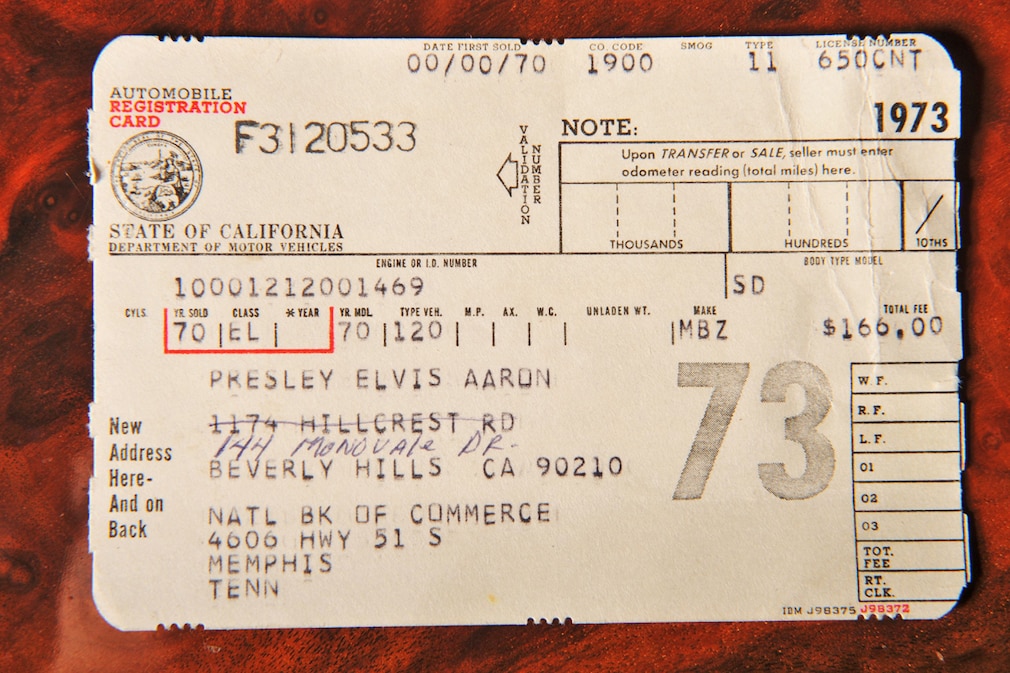 DATE FIRST SOLD CO. CODE SMOG TYPE LICENSE NUMBER
00/00/70 1900 11 650CNT
AUTOMOBILE
REGISTRATION
CARD
F3120533
VALIDATION
NUMBER
NOTE: 1973
Upon TRANSFER or SALE, seller must enter
odometer reading (total miles) here.
THOUSANDS HUNDREDS 10THS
STATE OF CALIFORNIA
DEPARTMENT OF MOTOR VEHICLES
ENGINE OR I.D. NUMBER BODY TYPE MODEL
10001212001469 SD
CYLS. YR. SOLD CLASS *YEAR YR. MDL. TYPE VEH. M.P. AX. W.C. UNLADEN WT. MAKE TOTAL FEE
70 EL 70 120 MBZ $166.00
PRESLEY ELVIS AARON
1174 HILLCREST RD
144 MONOVALE DR.
BEVERLY HILLS CA 90210
New
Address
Here-
And on
Back
NATL BK OF COMMERCE
4606 HWY 51 S
MEMPHIS
TENN
73
W.F.
R.F.
L.F.
01
02
03
TOT.
FEE
RT.
CLK.
IBM J98375 J98372